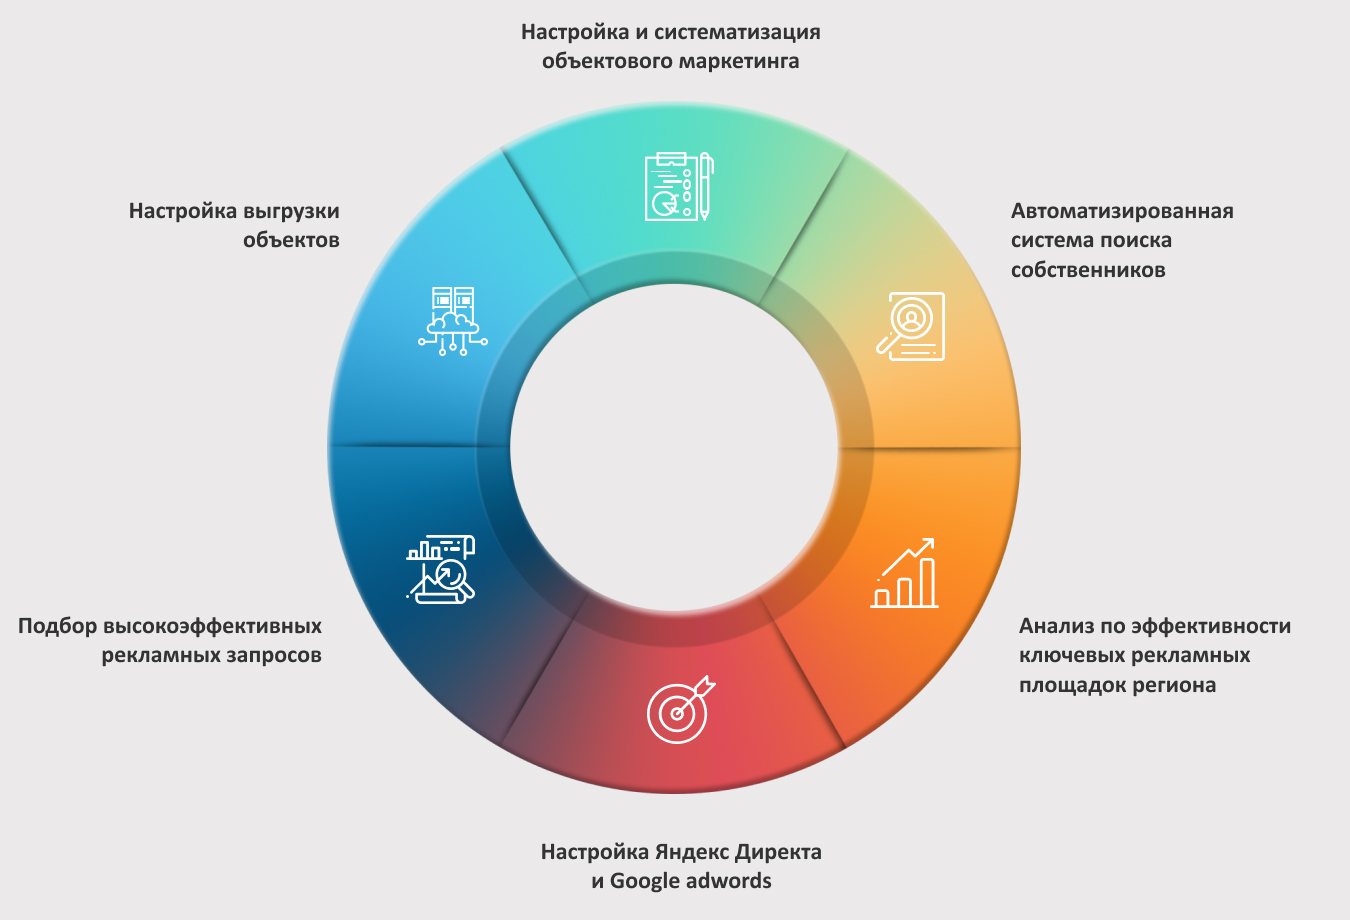 Настройка и систематизация
объектового маркетинга
Автоматизированная
система поиска
собственников
Анализ по эффективности
ключевых рекламных
площадок региона
Настройка Яндекс Директа
и Google adwords
Подбор высокоэффективных
рекламных запросов
Настройка выгрузки
объектов